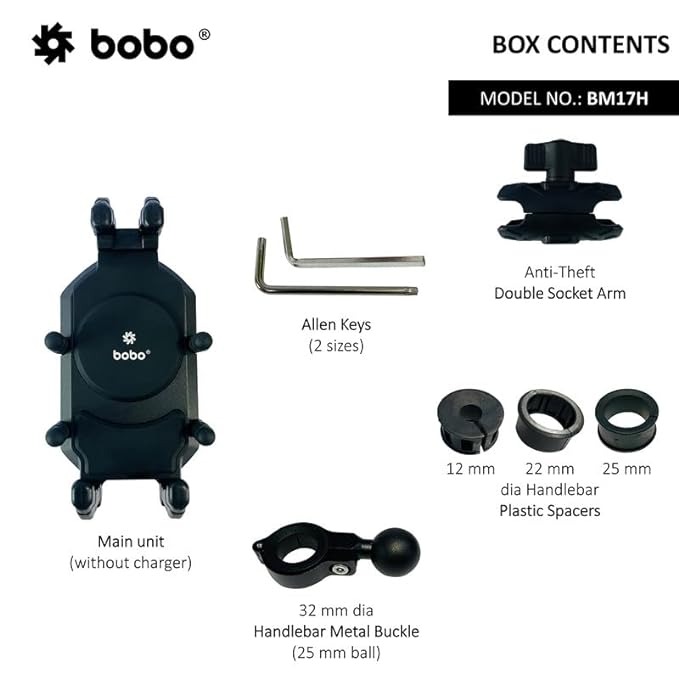 bobo®
BOX CONTENTS
MODEL NO.: BM17H
bobo®
Main unit
(without charger)
Allen Keys
(2 sizes)
Anti-Theft
Double Socket Arm
12 mm
22 mm
25 mm
dia Handlebar
Plastic Spacers
32 mm dia
Handlebar Metal Buckle
(25 mm ball)